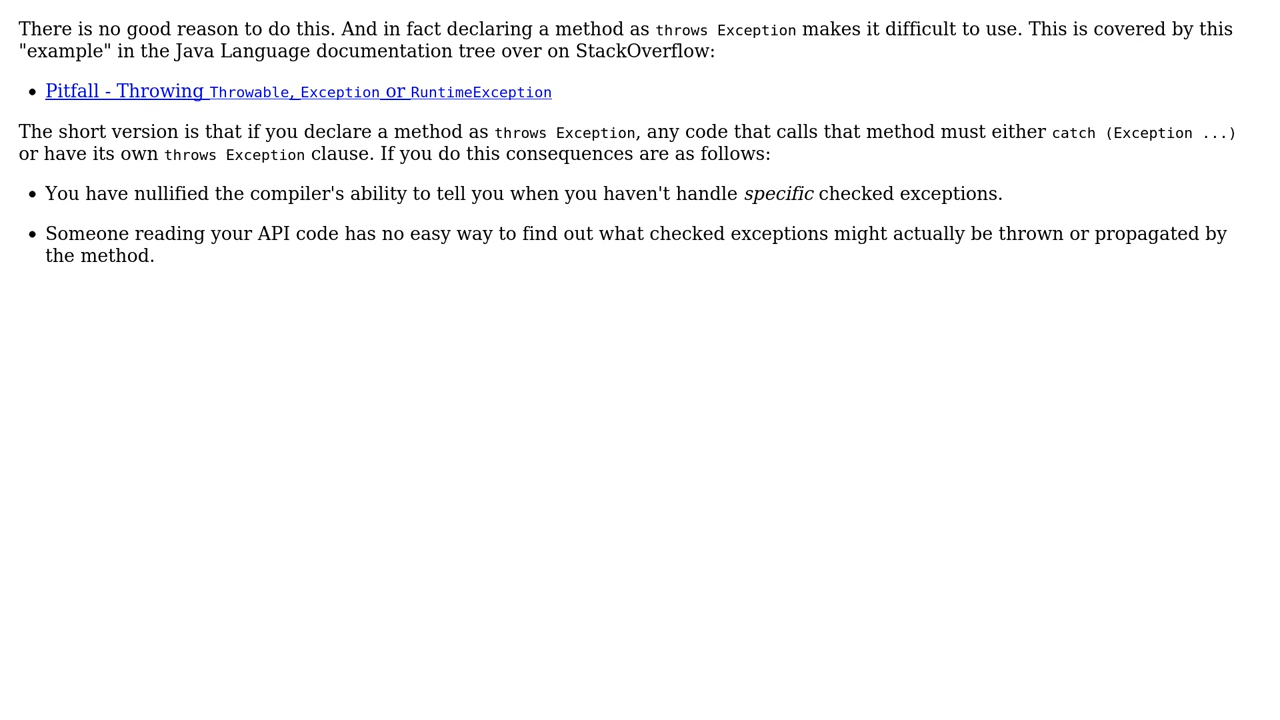 There is no good reason to do this. And in fact declaring a method as throws Exception makes it difficult to use. This is covered by this
"example" in the Java Language documentation tree over on StackOverflow:
• Pitfall - Throwing Throwable, Exception or RuntimeException
The short version is that if you declare a method as throws Exception, any code that calls that method must either catch (Exception ...)
or have its own throws Exception clause. If you do this consequences are as follows:
• You have nullified the compiler's ability to tell you when you haven't handle specific checked exceptions.
• Someone reading your API code has no easy way to find out what checked exceptions might actually be thrown or propagated by
the method.